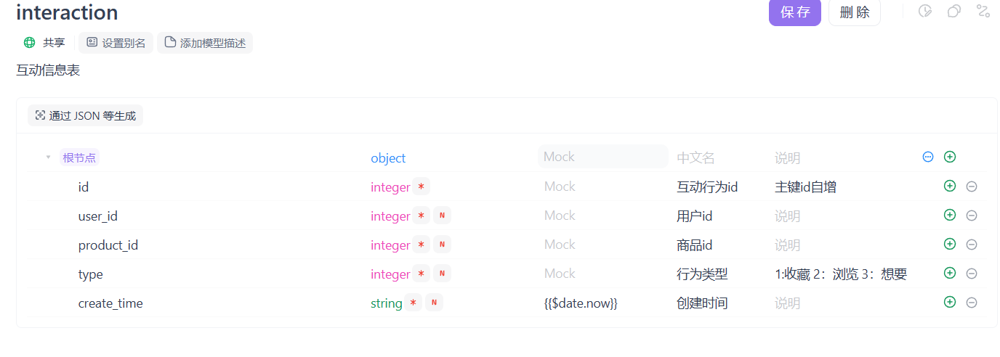 interaction 保存 删除
共享 设置别名 添加模型描述
互动信息表
通过 JSON 等生成
根节点 object Mock 中文名 说明
id integer * Mock 互动行为id 主键id自增
user_id integer * N Mock 用户id 说明
product_id integer * N Mock 商品id 说明
type integer * N Mock 行为类型 1:收藏 2：浏览 3：想要
create_time string * N {{$date.now}} 创建时间 说明